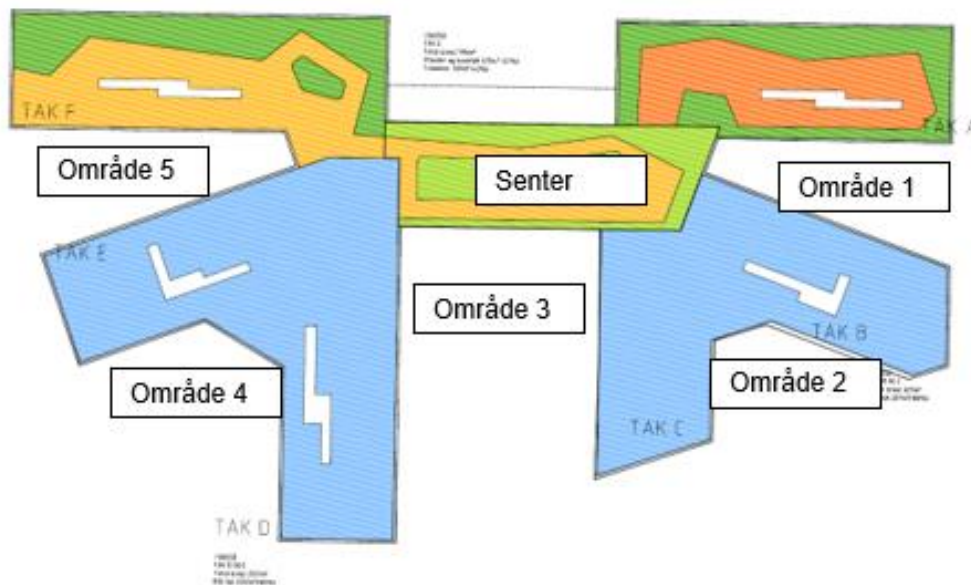 TAK F
TAK A
Område 5
Senter
Område 1
TAK E
Område 3
TAK B
Område 4
Område 2
TAK C
TAK D